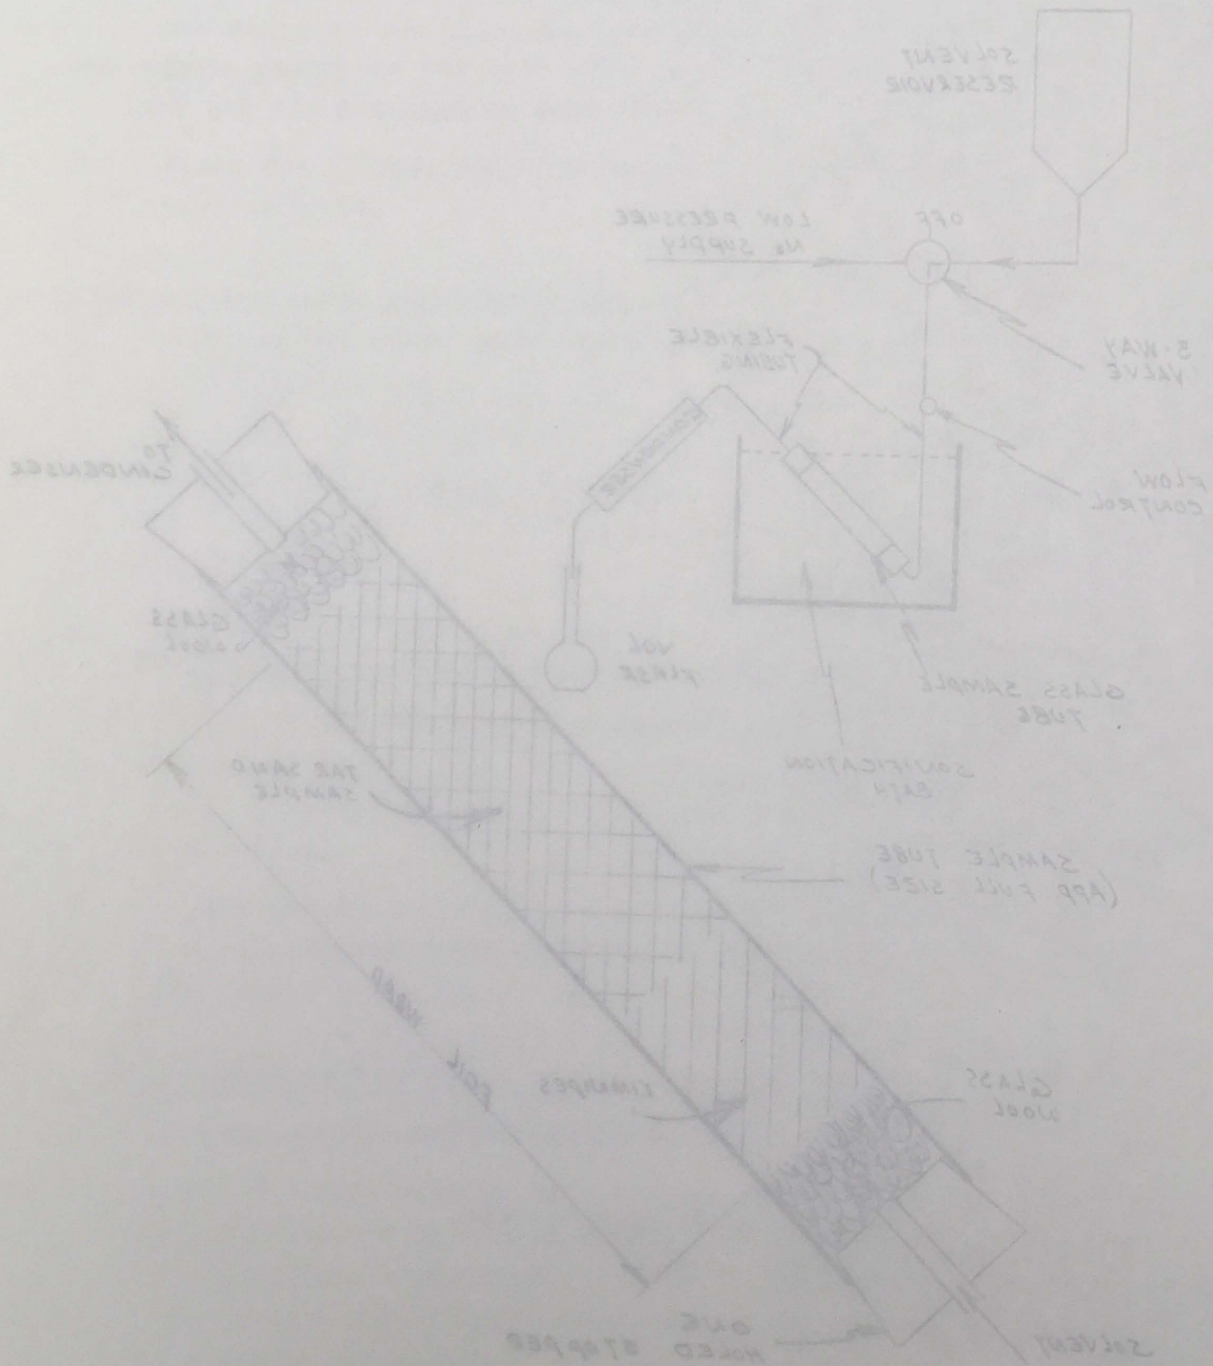 SOLVENT
RESERVOIR
OFF
LOW PRESSURE
N₂ SUPPLY
3-WAY
VALVE
FLEXIBLE
TUBING
CONDENSER
FLOW
CONTROL
TO
CONDENSER
GLASS
WOOL
VOL
FLASK
GLASS SAMPLE
TUBE
SONIFICATION
BATH
TAR SAND
SAMPLE
SAMPLE TUBE
(APP FULL SIZE)
FOIL
KIMWIPES
GLASS
WOOL
ONE
HOLED STOPPER
SOLVENT